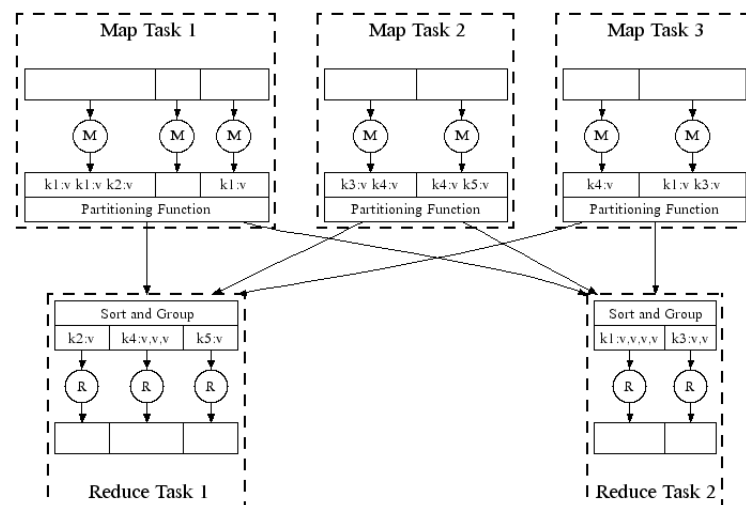 Map Task 1
Map Task 2
Map Task 3
M
M
M
M
M
M
M
k1:v k1:v k2:v
k1:v
k3:v k4:v
k4:v k5:v
k4:v
k1:v k3:v
Partitioning Function
Partitioning Function
Partitioning Function
Sort and Group
Sort and Group
k2:v
k4:v,v,v
k5:v
k1:v,v,v,v
k3:v,v
R
R
R
R
R
Reduce Task 1
Reduce Task 2